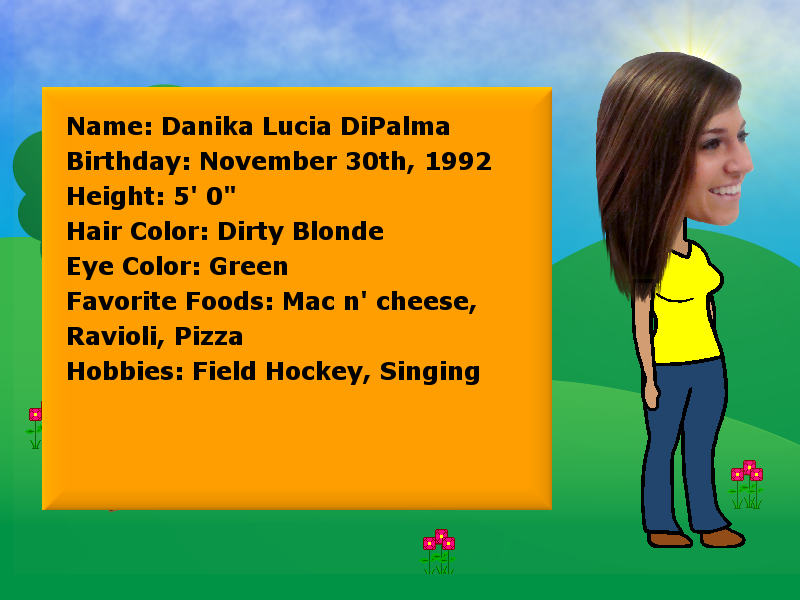 Name: Danika Lucia DiPalma
Birthday: November 30th, 1992
Height: 5' 0"
Hair Color: Dirty Blonde
Eye Color: Green
Favorite Foods: Mac n' cheese,
Ravioli, Pizza
Hobbies: Field Hockey, Singing